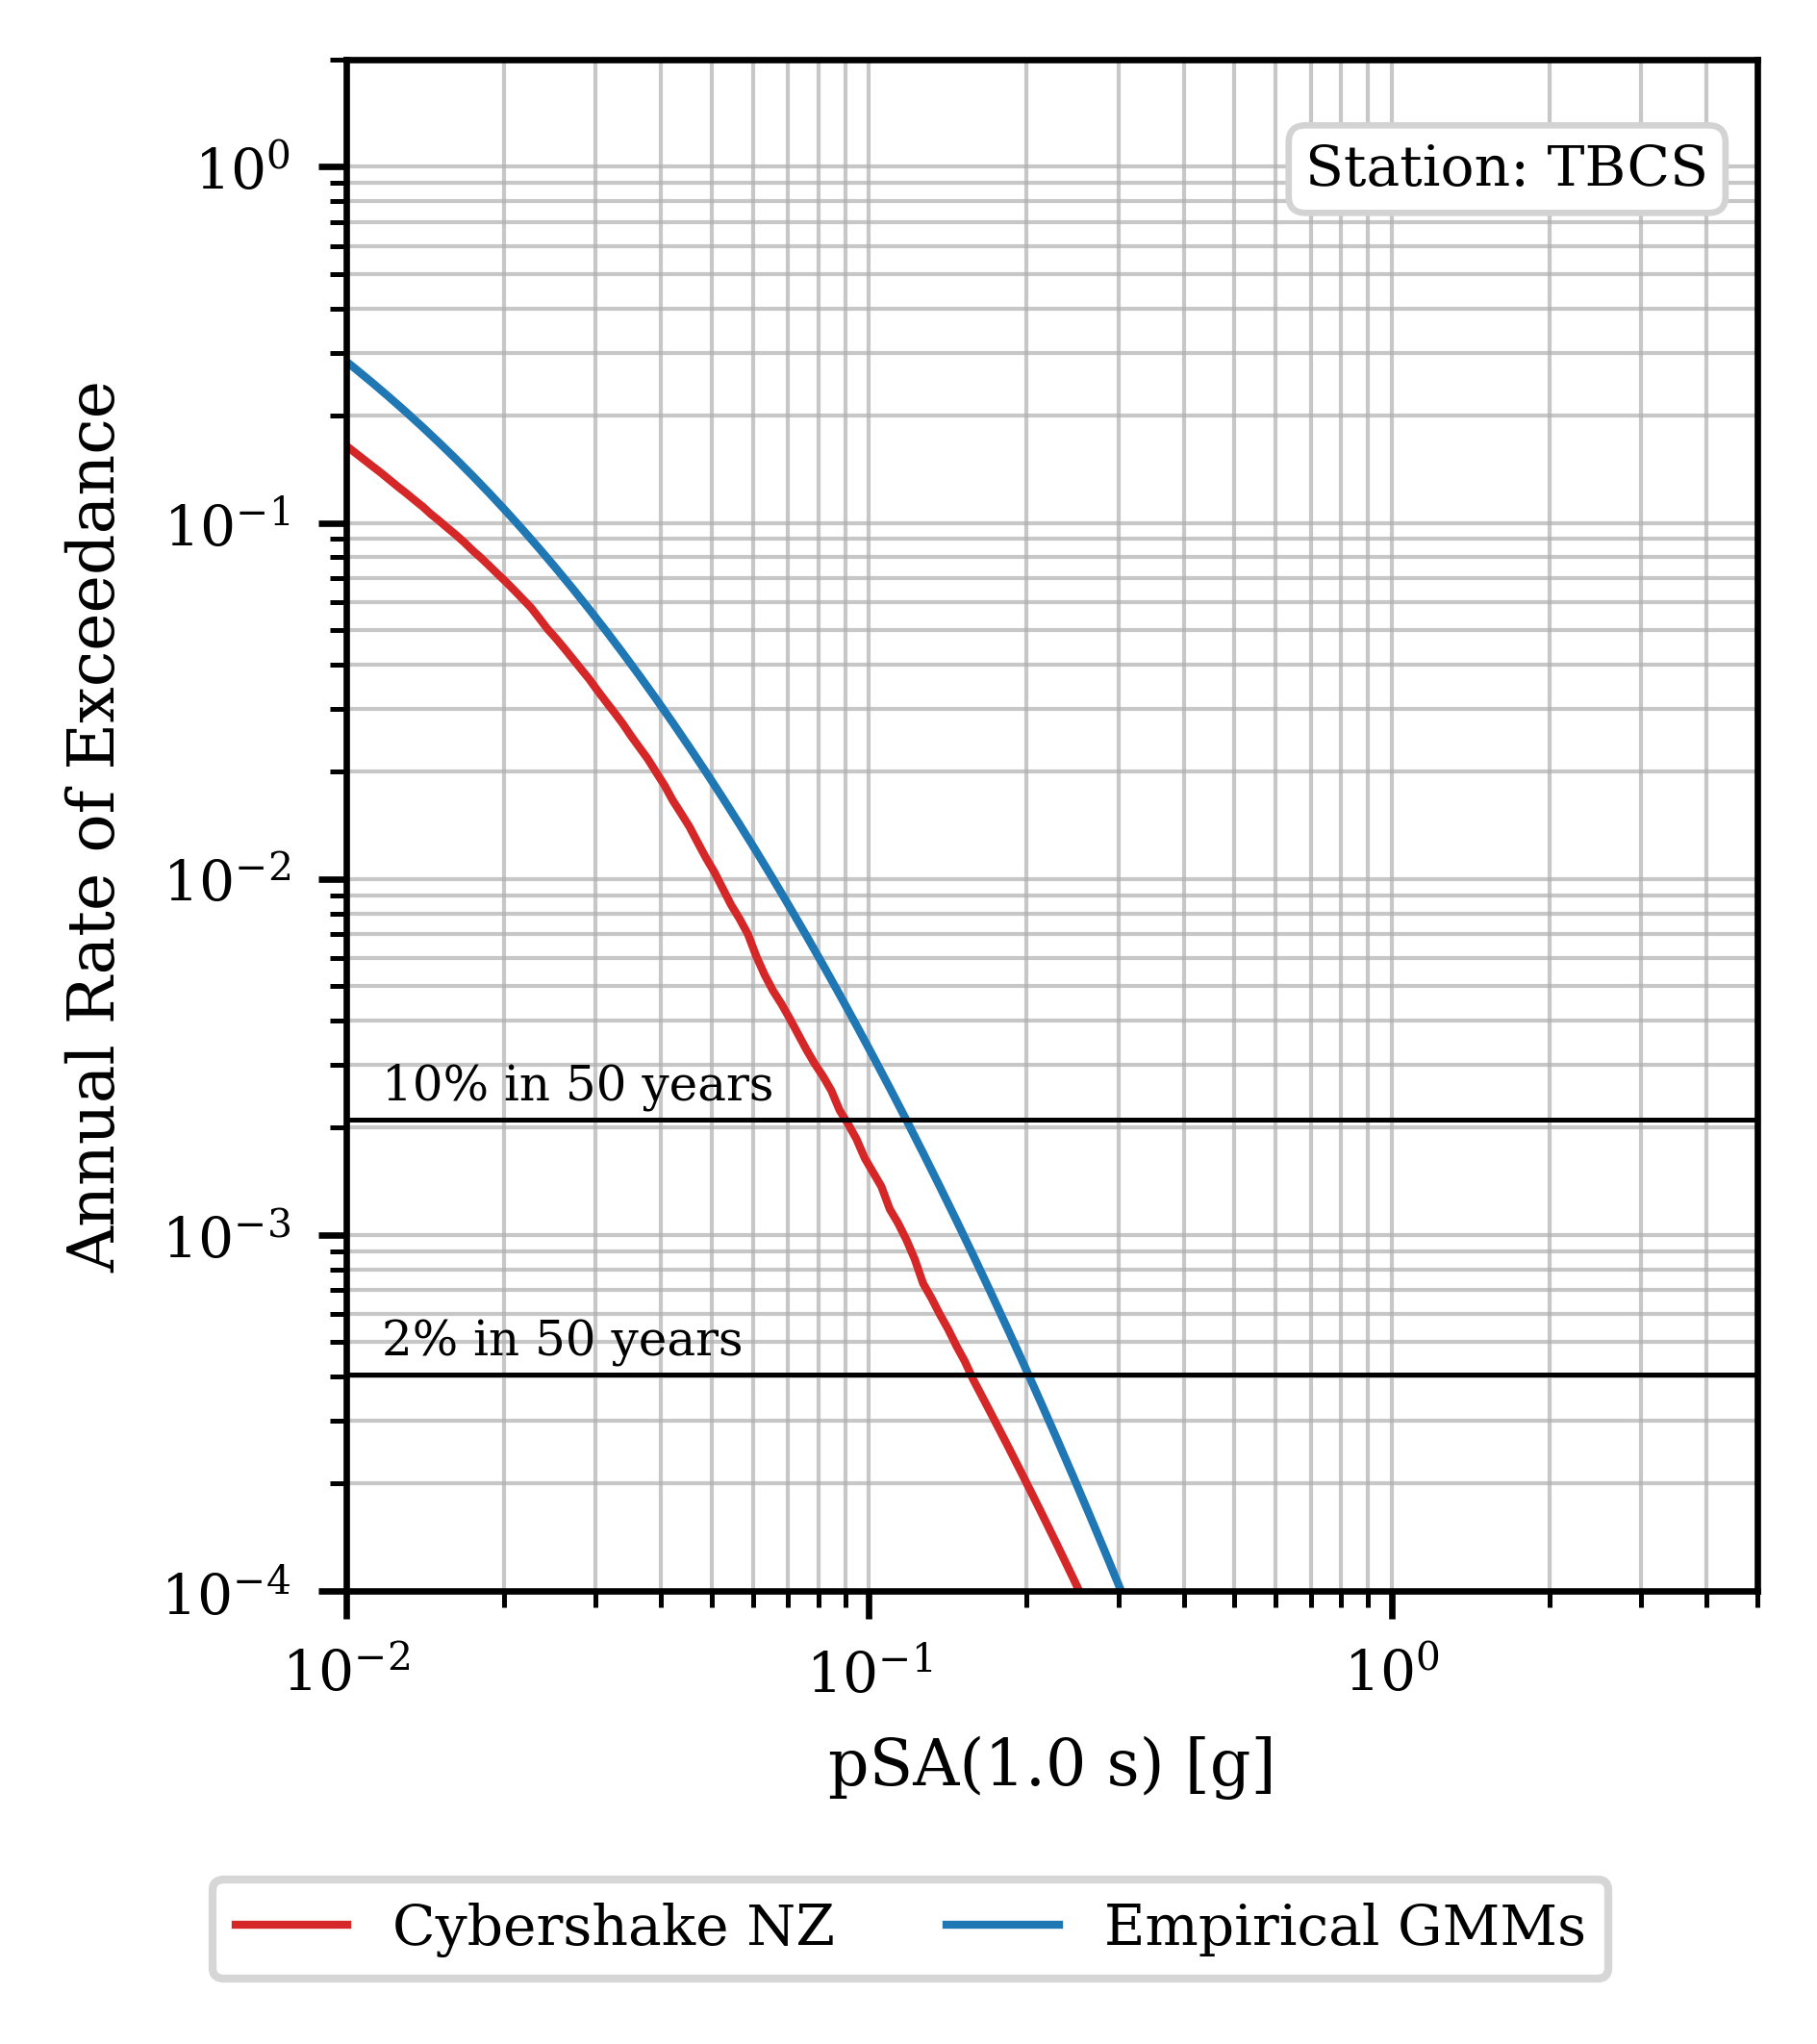 Station: TBCS
Annual Rate of Exceedance
10⁰
10⁻¹
10⁻²
10⁻³
10⁻⁴
10% in 50 years
2% in 50 years
10⁻² 10⁻¹ 10⁰
pSA(1.0 s) [g]
Cybershake NZ Empirical GMMs